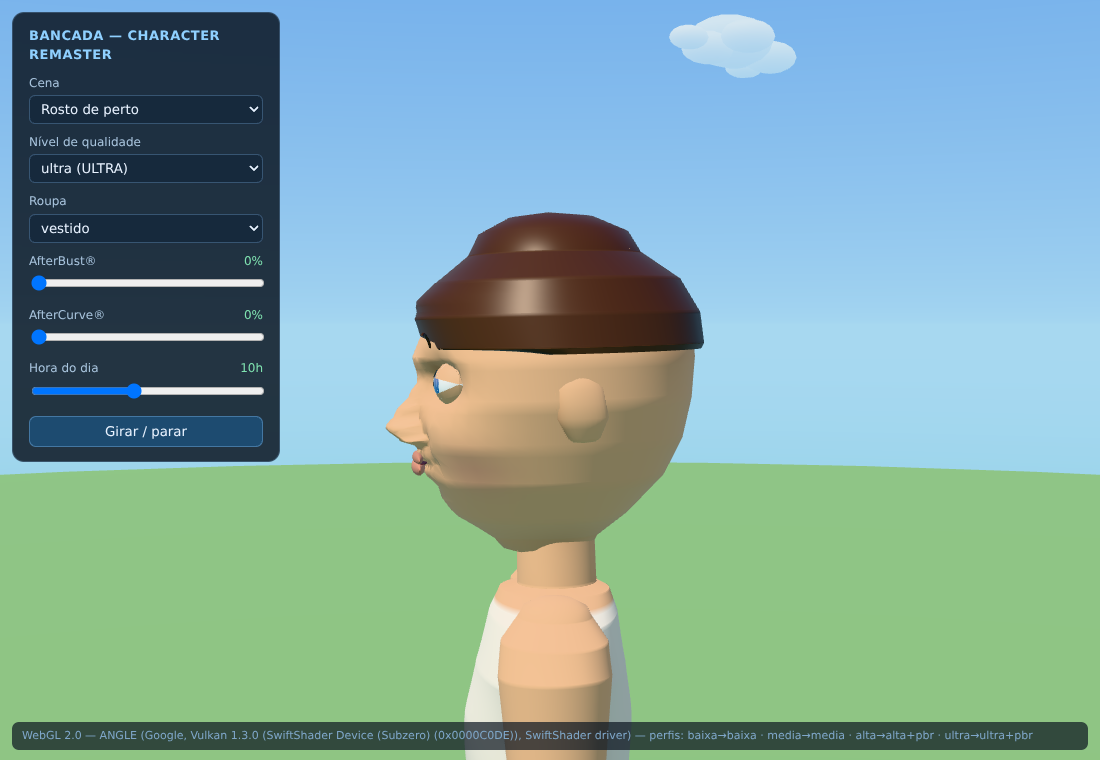 BANCADA — CHARACTER
REMASTER
Cena
Rosto de perto
Nível de qualidade
ultra (ULTRA)
Roupa
vestido
AfterBust® 0%
AfterCurve® 0%
Hora do dia 10h
Girar / parar
WebGL 2.0 — ANGLE (Google, Vulkan 1.3.0 (SwiftShader Device (Subzero) (0x0000C0DE)), SwiftShader driver) — perfis: baixa→baixa · media→media · alta→alta+pbr · ultra→ultra+pbr